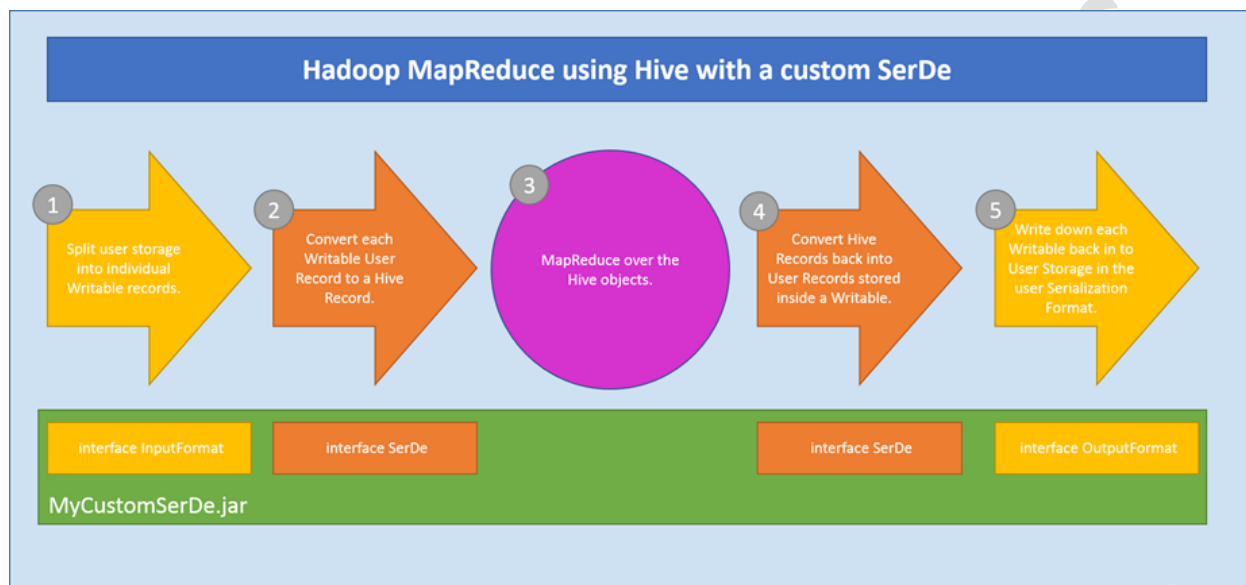 Hadoop MapReduce using Hive with a custom SerDe
1
Split user storage
into individual
Writable records.
2
Convert each
Writable User
Record to a Hive
Record.
3
MapReduce over the
Hive objects.
4
Convert Hive
Records back into
User Records stored
inside a Writable.
5
Write down each
Writable back in to
User Storage in the
user Serialization
Format.
interface InputFormat
interface SerDe
interface SerDe
interface OutputFormat
MyCustomSerDe.jar